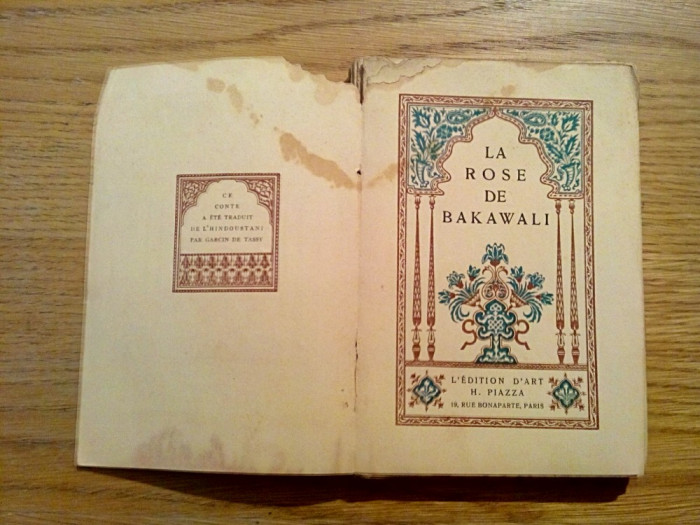 CE
CONTE
A ÉTÉ TRADUIT
DE L'HINDOUSTANI
PAR GARCIN DE TASSY
LA
ROSE
DE
BAKAWALI
L'ÉDITION D'ART
H. PIAZZA
19, RUE BONAPARTE, PARIS